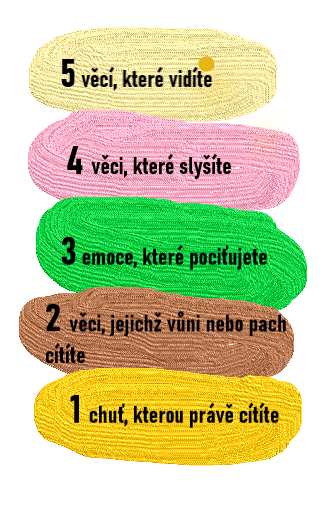 5 věcí, které vidíte
4 věci, které slyšíte
3 emoce, které pociťujete
2 věci, jejichž vůni nebo pach
cítíte
1 chuť, kterou právě cítíte